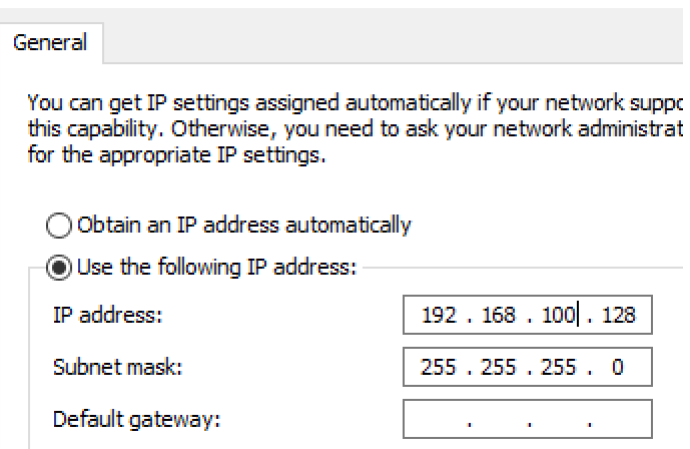 General
You can get IP settings assigned automatically if your network suppo
this capability. Otherwise, you need to ask your network administrat
for the appropriate IP settings.
Obtain an IP address automatically
Use the following IP address:
IP address: 192 . 168 . 100 . 128
Subnet mask: 255 . 255 . 255 . 0
Default gateway: . . .